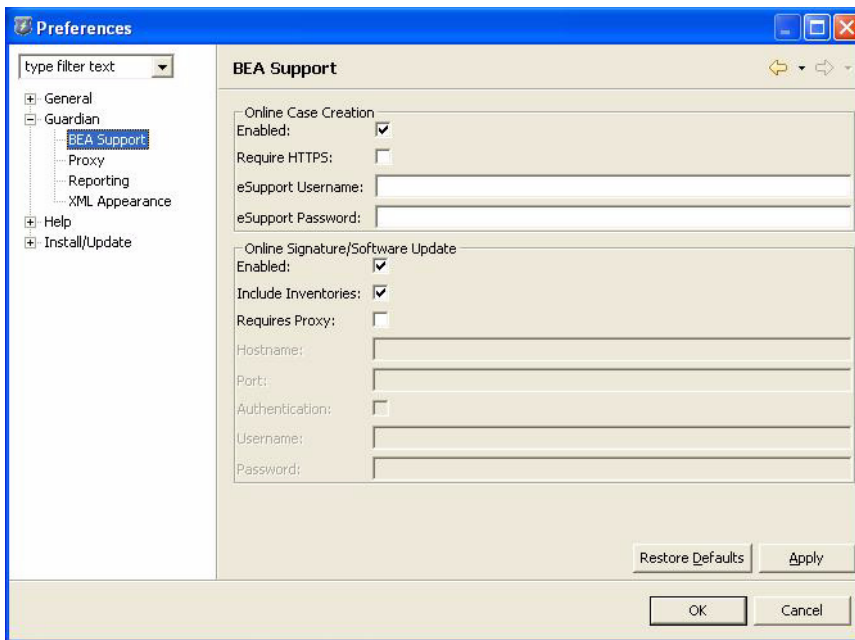 Preferences
type filter text
General
Guardian
BEA Support
Proxy
Reporting
XML Appearance
Help
Install/Update
BEA Support
Online Case Creation
Enabled:
Require HTTPS:
eSupport Username:
eSupport Password:
Online Signature/Software Update
Enabled:
Include Inventories:
Requires Proxy:
Hostname:
Port:
Authentication:
Username:
Password:
Restore Defaults
Apply
OK
Cancel